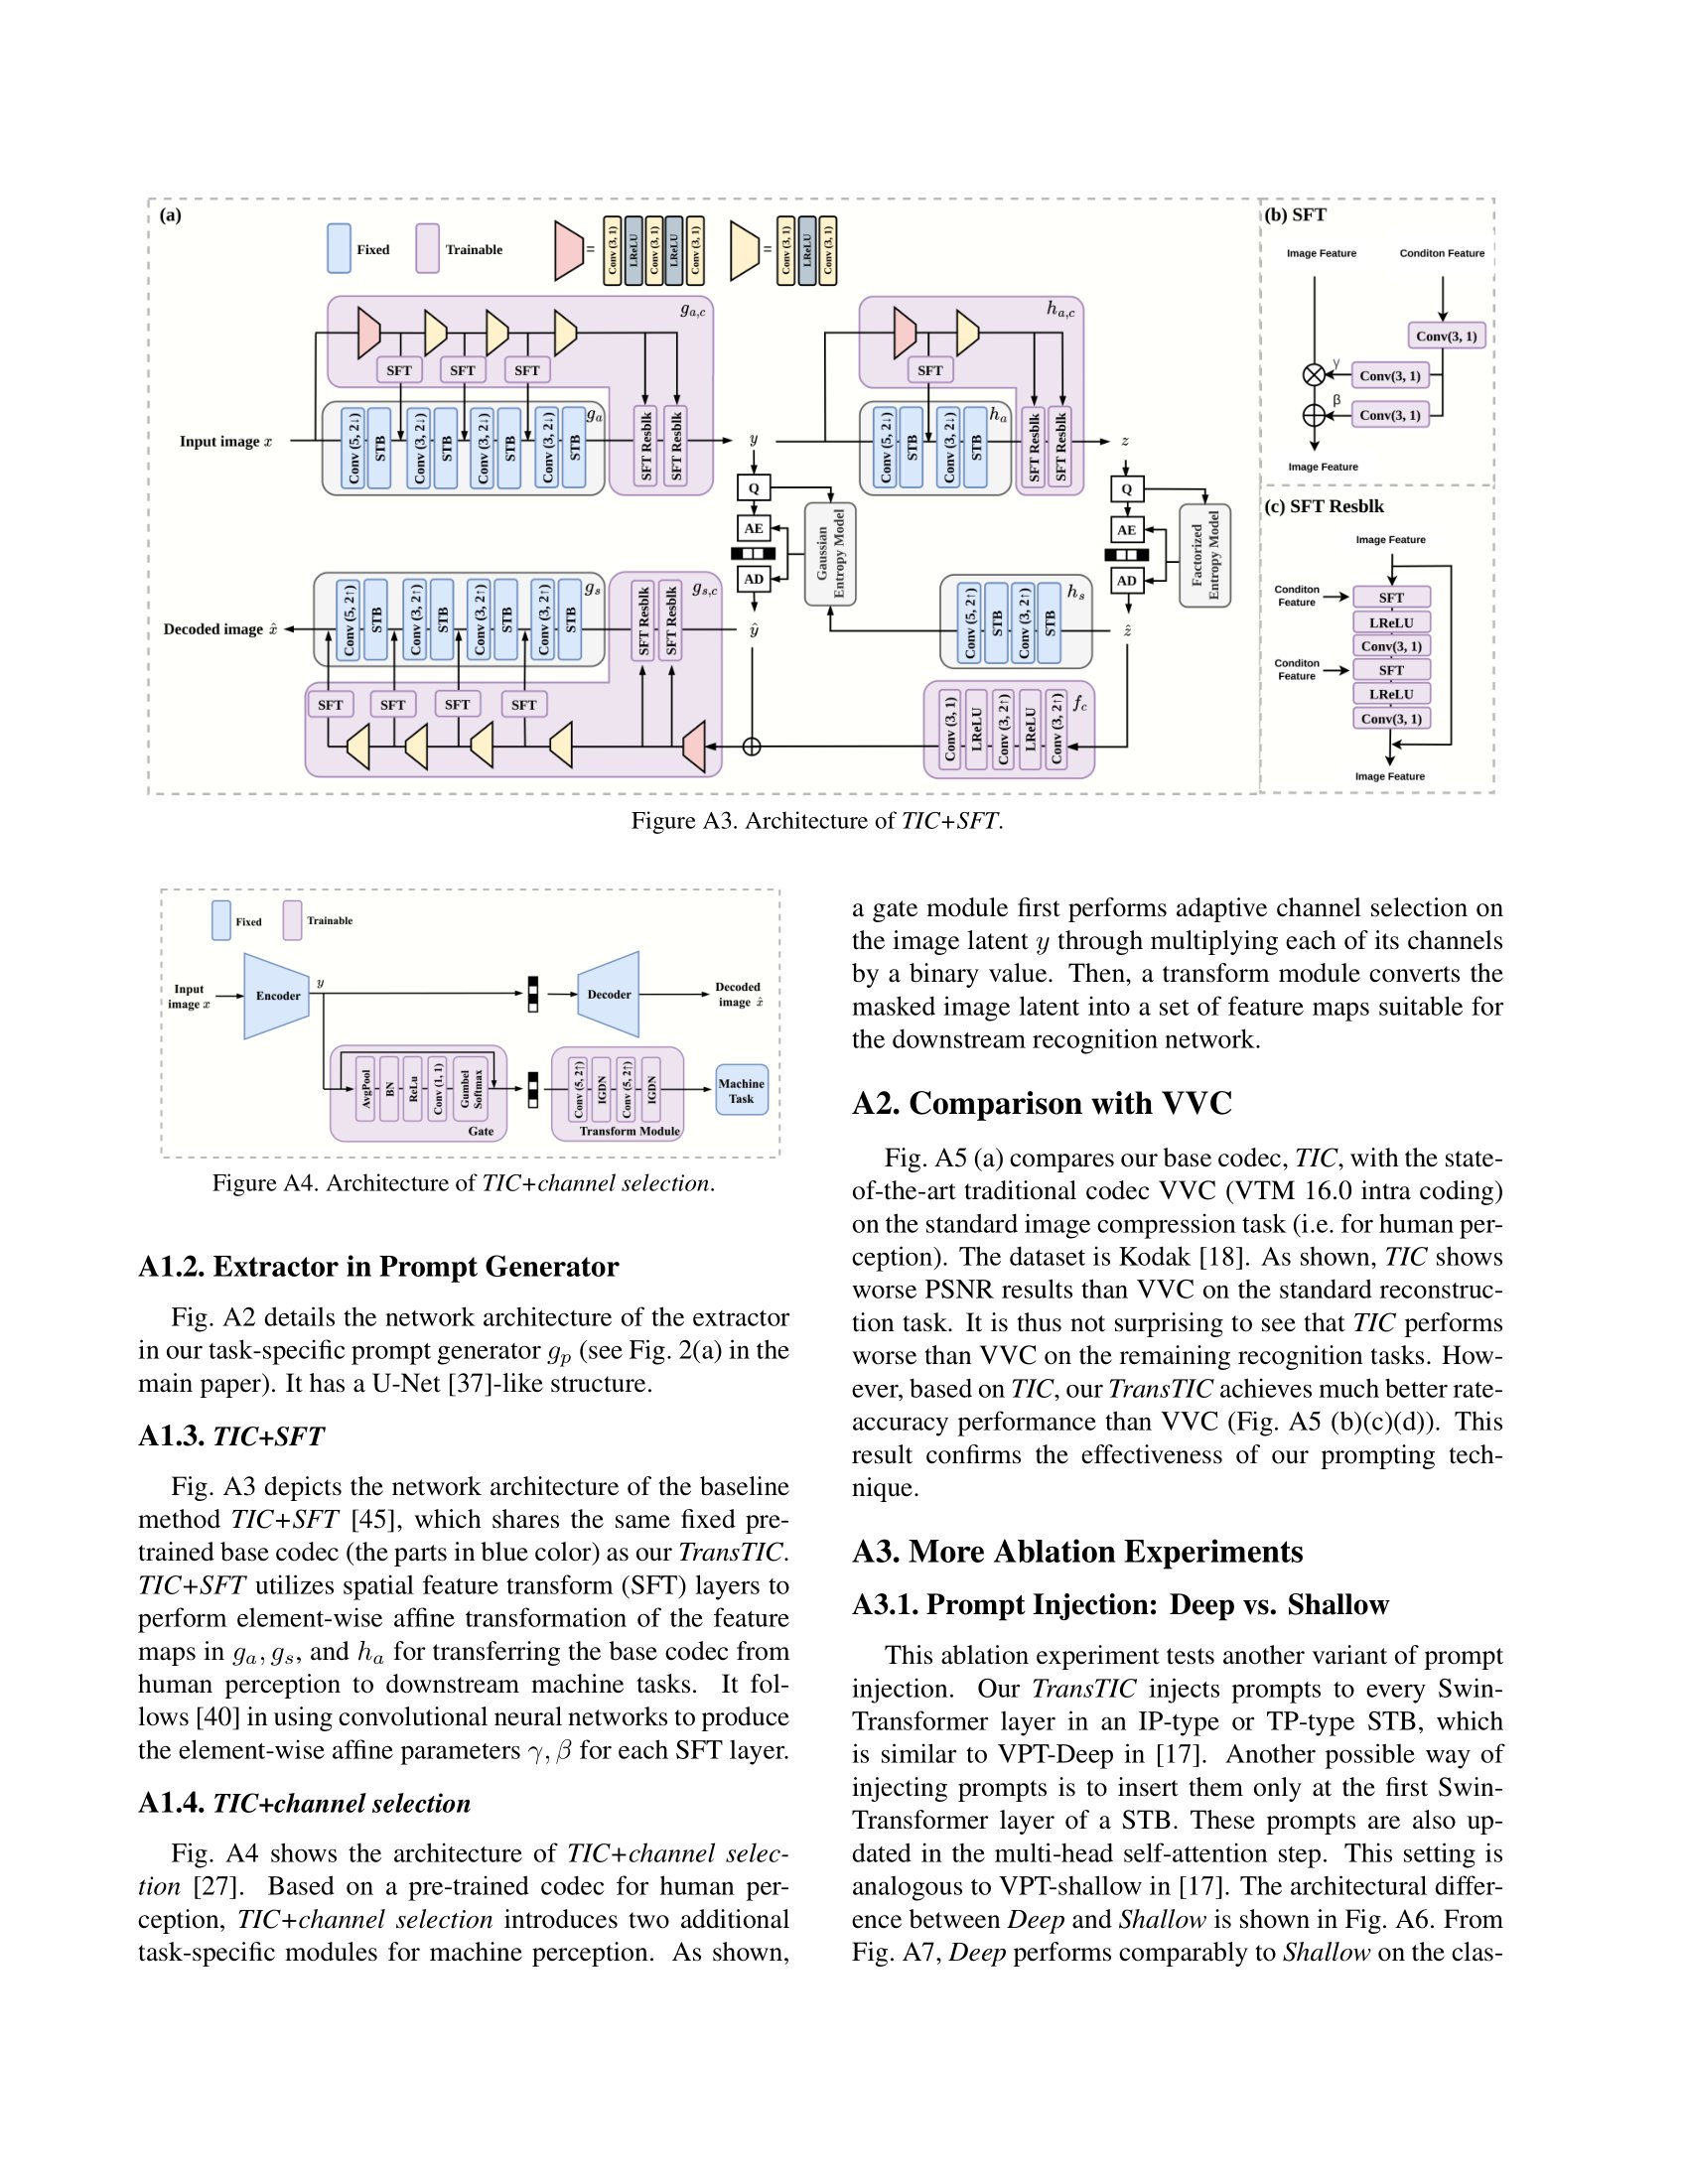 (a)
Fixed
Trainable
=
Conv (3, 1)
LReLU
Conv (3, 1)
LReLU
Conv (3, 1)
=
Conv (3, 1)
LReLU
Conv (3, 1)
g_{a,c}
SFT
SFT
SFT
Input image x
Conv (5, 2↓)
STB
Conv (3, 2↓)
STB
Conv (3, 2↓)
STB
Conv (3, 2↓)
STB
g_a
SFT Resblk
SFT Resblk
y
h_{a,c}
SFT
Conv (5, 2↓)
STB
Conv (3, 2↓)
STB
h_a
SFT Resblk
SFT Resblk
z
Q
AE
AD
Gaussian
Entropy Model
Q
AE
AD
Factorized
Entropy Model
Decoded image x̂
Conv (5, 2↑)
STB
Conv (3, 2↑)
STB
Conv (3, 2↑)
STB
Conv (3, 2↑)
STB
g_s
SFT Resblk
SFT Resblk
g_{s,c}
ŷ
Conv (5, 2↑)
STB
Conv (3, 2↑)
STB
h_s
ẑ
SFT
SFT
SFT
SFT
Conv (3, 1)
LReLU
Conv (3, 2↑)
LReLU
Conv (3, 2↑)
f_c
(b) SFT
Image Feature
Conditon Feature
Conv(3, 1)
γ
Conv(3, 1)
β
Conv(3, 1)
Image Feature
(c) SFT Resblk
Image Feature
Conditon
Feature
SFT
LReLU
Conv(3, 1)
Conditon
Feature
SFT
LReLU
Conv(3, 1)
Image Feature
Figure A3. Architecture of TIC+SFT.
Fixed
Trainable
Input
image x
Encoder
y
Decoder
Decoded
image x̂
AvgPool
BN
ReLu
Conv (1, 1)
Gumbel
Softmax
Gate
Conv (5, 2↑)
IGDN
Conv (5, 2↑)
IGDN
Transform Module
Machine
Task
Figure A4. Architecture of TIC+channel selection.
A1.2. Extractor in Prompt Generator
Fig. A2 details the network architecture of the extractor
in our task-specific prompt generator g_p (see Fig. 2(a) in the
main paper). It has a U-Net [37]-like structure.
A1.3. TIC+SFT
Fig. A3 depicts the network architecture of the baseline
method TIC+SFT [45], which shares the same fixed pre-
trained base codec (the parts in blue color) as our TransTIC.
TIC+SFT utilizes spatial feature transform (SFT) layers to
perform element-wise affine transformation of the feature
maps in g_a, g_s, and h_a for transferring the base codec from
human perception to downstream machine tasks. It fol-
lows [40] in using convolutional neural networks to produce
the element-wise affine parameters γ, β for each SFT layer.
A1.4. TIC+channel selection
Fig. A4 shows the architecture of TIC+channel selec-
tion [27]. Based on a pre-trained codec for human per-
ception, TIC+channel selection introduces two additional
task-specific modules for machine perception. As shown,
a gate module first performs adaptive channel selection on
the image latent y through multiplying each of its channels
by a binary value. Then, a transform module converts the
masked image latent into a set of feature maps suitable for
the downstream recognition network.
A2. Comparison with VVC
Fig. A5 (a) compares our base codec, TIC, with the state-
of-the-art traditional codec VVC (VTM 16.0 intra coding)
on the standard image compression task (i.e. for human per-
ception). The dataset is Kodak [18]. As shown, TIC shows
worse PSNR results than VVC on the standard reconstruc-
tion task. It is thus not surprising to see that TIC performs
worse than VVC on the remaining recognition tasks. How-
ever, based on TIC, our TransTIC achieves much better rate-
accuracy performance than VVC (Fig. A5 (b)(c)(d)). This
result confirms the effectiveness of our prompting tech-
nique.
A3. More Ablation Experiments
A3.1. Prompt Injection: Deep vs. Shallow
This ablation experiment tests another variant of prompt
injection. Our TransTIC injects prompts to every Swin-
Transformer layer in an IP-type or TP-type STB, which
is similar to VPT-Deep in [17]. Another possible way of
injecting prompts is to insert them only at the first Swin-
Transformer layer of a STB. These prompts are also up-
dated in the multi-head self-attention step. This setting is
analogous to VPT-shallow in [17]. The architectural differ-
ence between Deep and Shallow is shown in Fig. A6. From
Fig. A7, Deep performs comparably to Shallow on the clas-